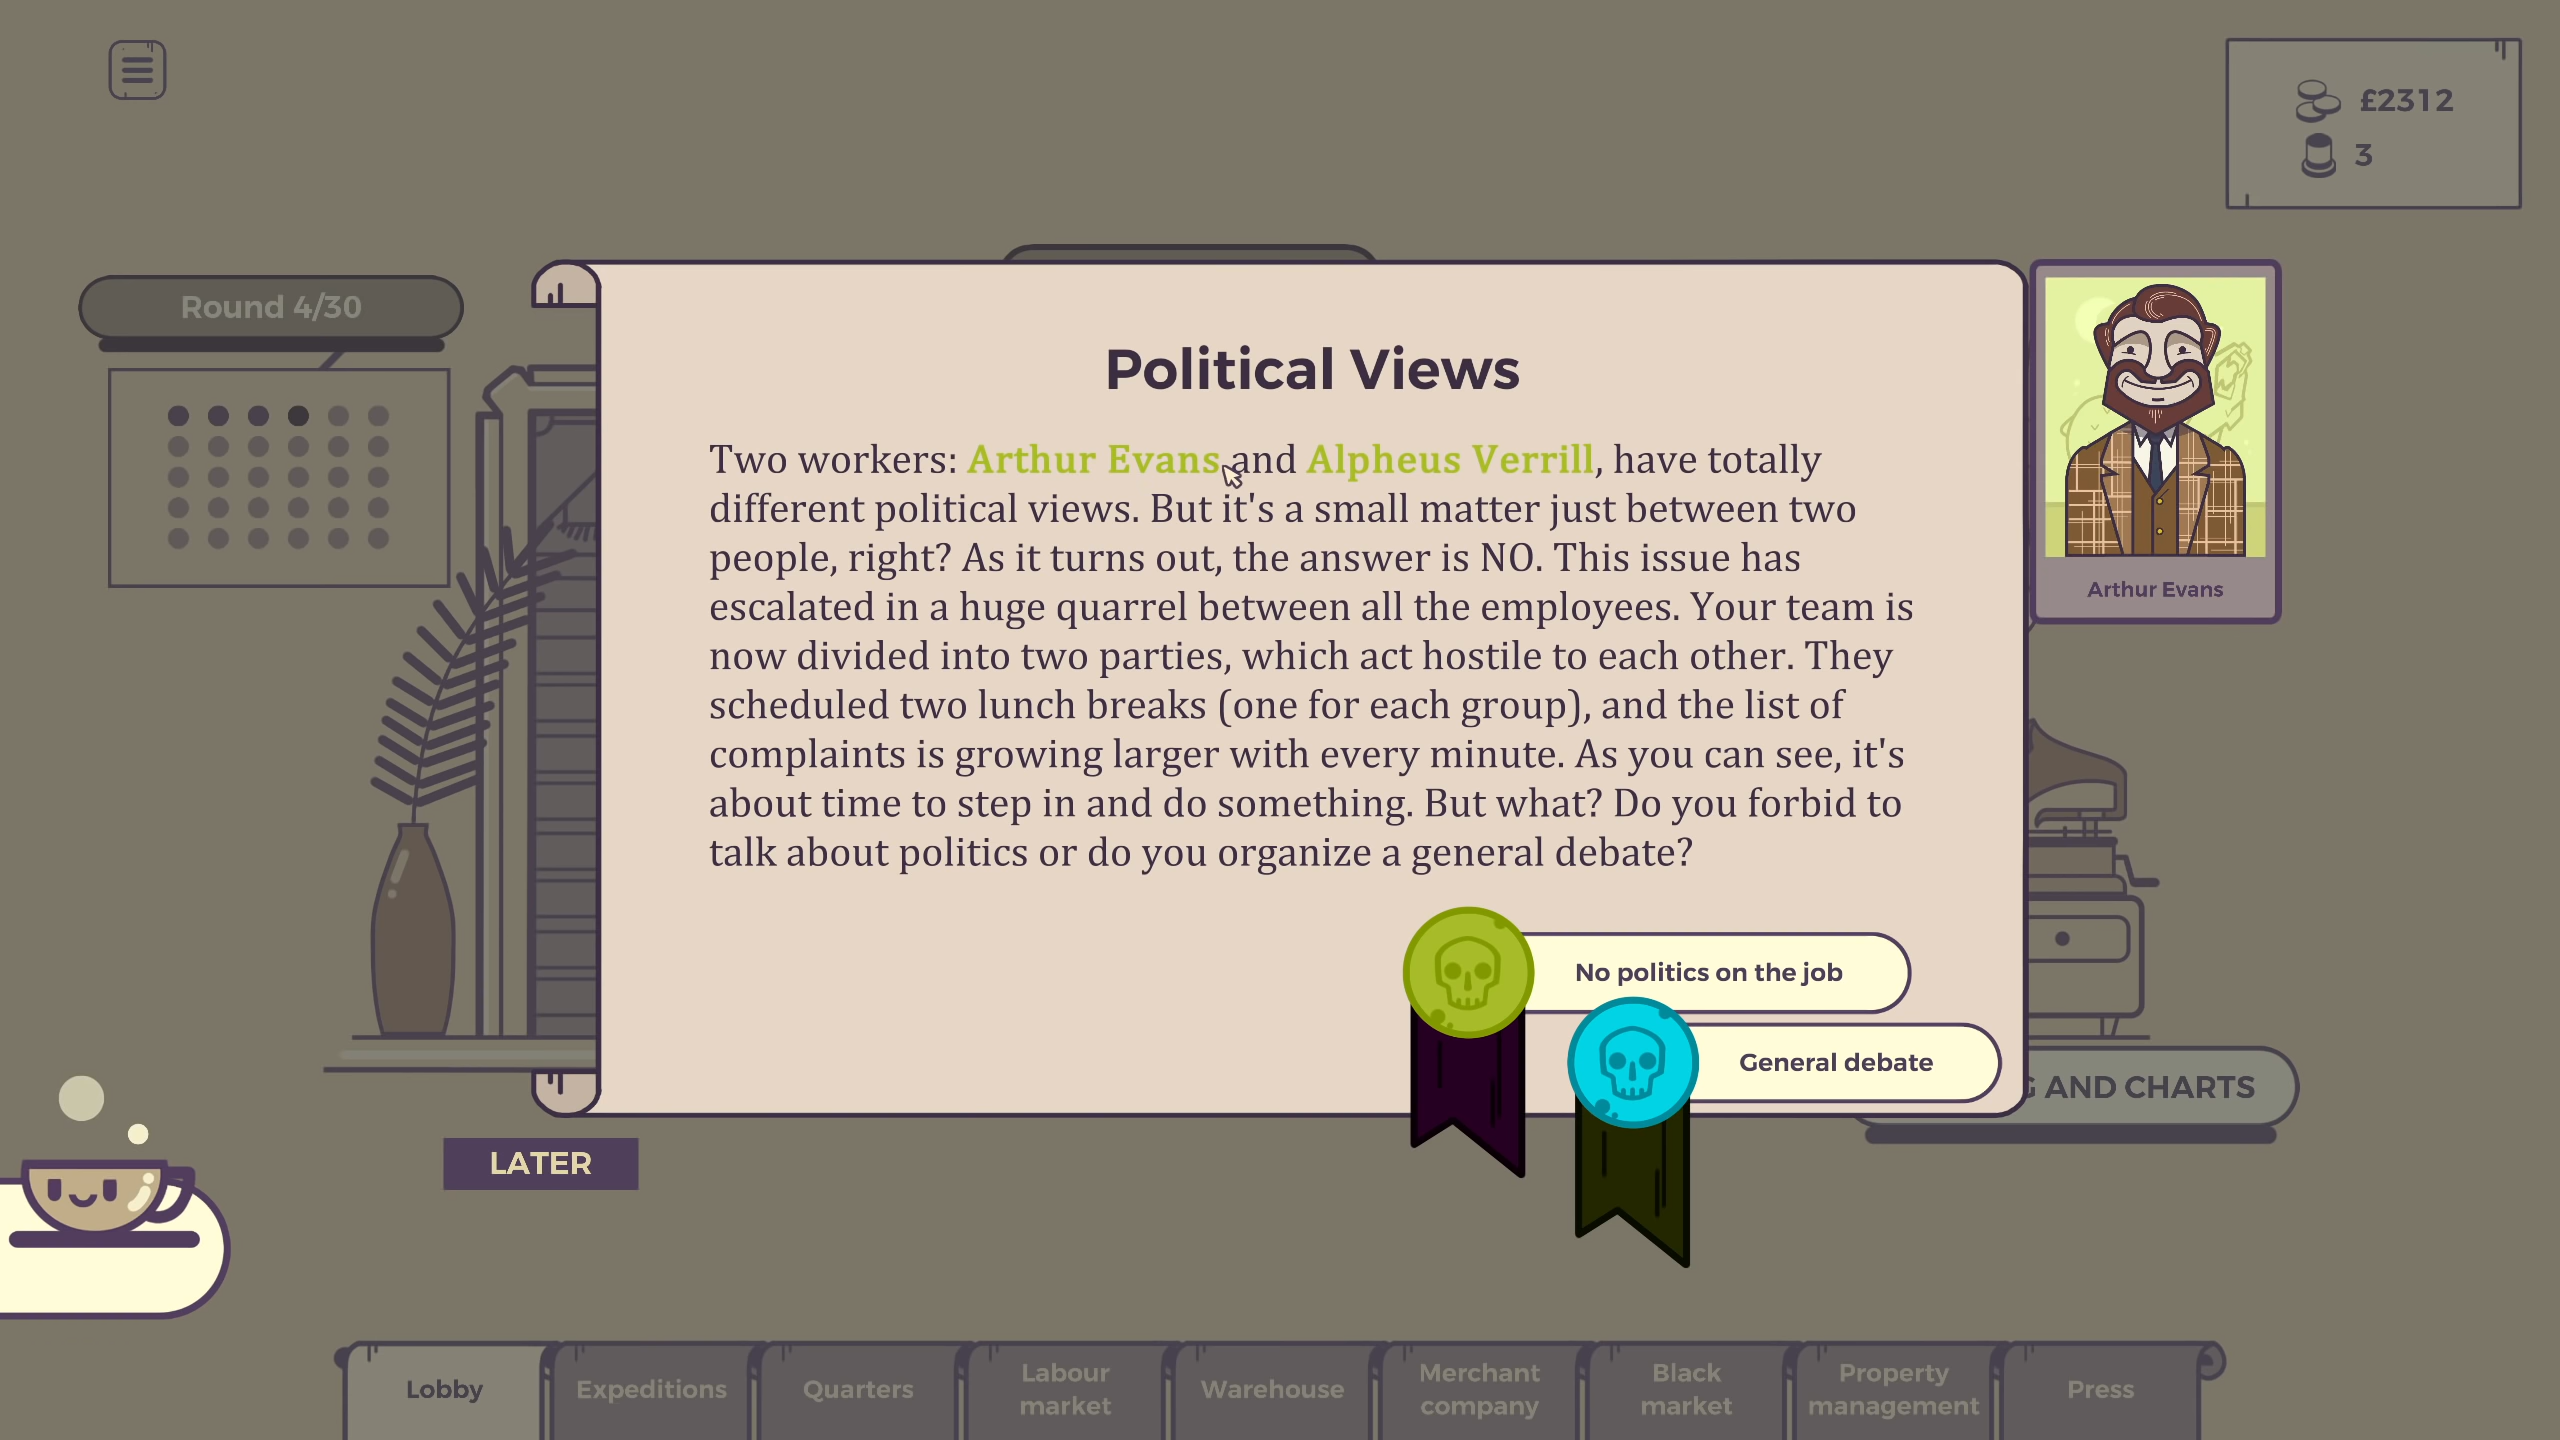 £2312
3
Round 4/30
Political Views
Two workers: Arthur Evans and Alpheus Verrill, have totally
different political views. But it's a small matter just between two
people, right? As it turns out, the answer is NO. This issue has
escalated in a huge quarrel between all the employees. Your team is
now divided into two parties, which act hostile to each other. They
scheduled two lunch breaks (one for each group), and the list of
complaints is growing larger with every minute. As you can see, it's
about time to step in and do something. But what? Do you forbid to
talk about politics or do you organize a general debate?
Arthur Evans
No politics on the job
General debate
AND CHARTS
LATER
Lobby
Expeditions
Quarters
Labour
market
Warehouse
Merchant
company
Black
market
Property
management
Press